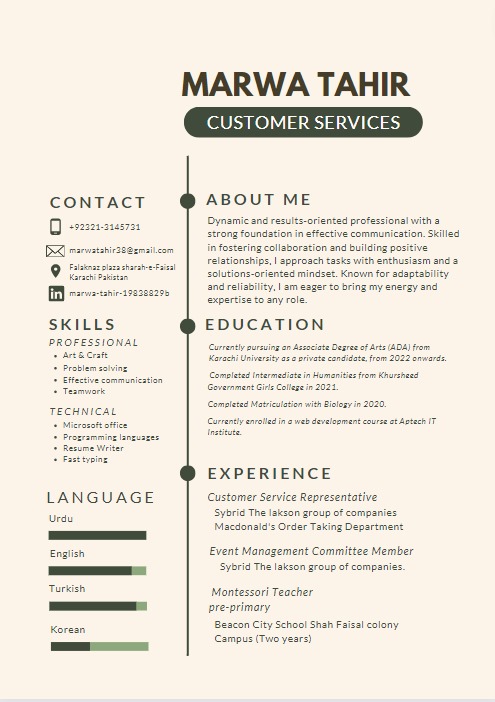 MARWA TAHIR
CUSTOMER SERVICES
CONTACT
+92321-3145731
marwatahir38@gmail.com
Falaknaz plaza sharah-e-Faisal
Karachi Pakistan
marwa-tahir-19838829b
SKILLS
PROFESSIONAL
• Art & Craft
• Problem solving
• Effective communication
• Teamwork
TECHNICAL
• Microsoft office
• Programming languages
• Resume Writer
• Fast typing
LANGUAGE
Urdu
English
Turkish
Korean
ABOUT ME
Dynamic and results-oriented professional with a
strong foundation in effective communication. Skilled
in fostering collaboration and building positive
relationships, I approach tasks with enthusiasm and a
solutions-oriented mindset. Known for adaptability
and reliability, I am eager to bring my energy and
expertise to any role.
EDUCATION
Currently pursuing an Associate Degree of Arts (ADA) from
Karachi University as a private candidate, from 2022 onwards.
Completed Intermediate in Humanities from Khursheed
Government Girls College in 2021.
Completed Matriculation with Biology in 2020.
Currently enrolled in a web development course at Aptech IT
Institute.
EXPERIENCE
Customer Service Representative
Sybrid The lakson group of companies
Macdonald's Order Taking Department
Event Management Committee Member
Sybrid The lakson group of companies.
Montessori Teacher
pre-primary
Beacon City School Shah Faisal colony
Campus (Two years)